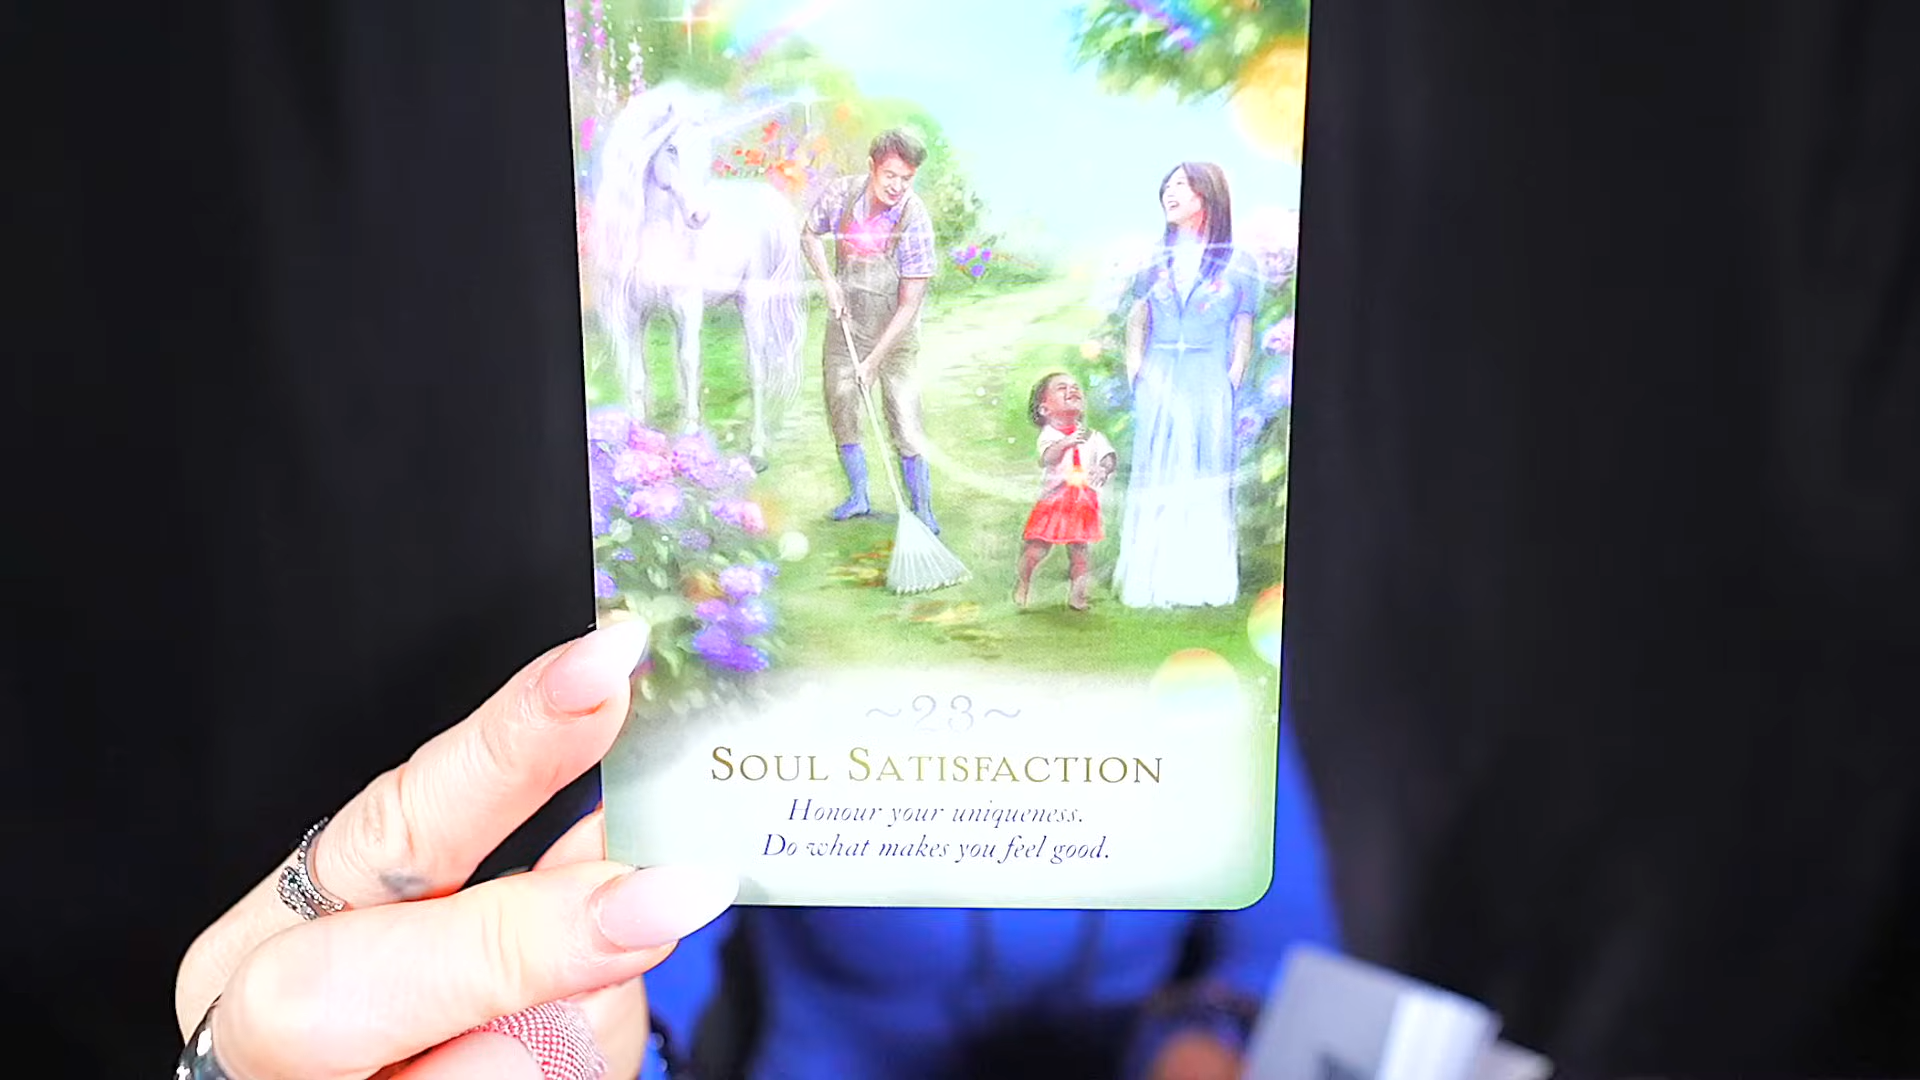 ~23~
SOUL SATISFACTION
Honour your uniqueness.
Do what makes you feel good.